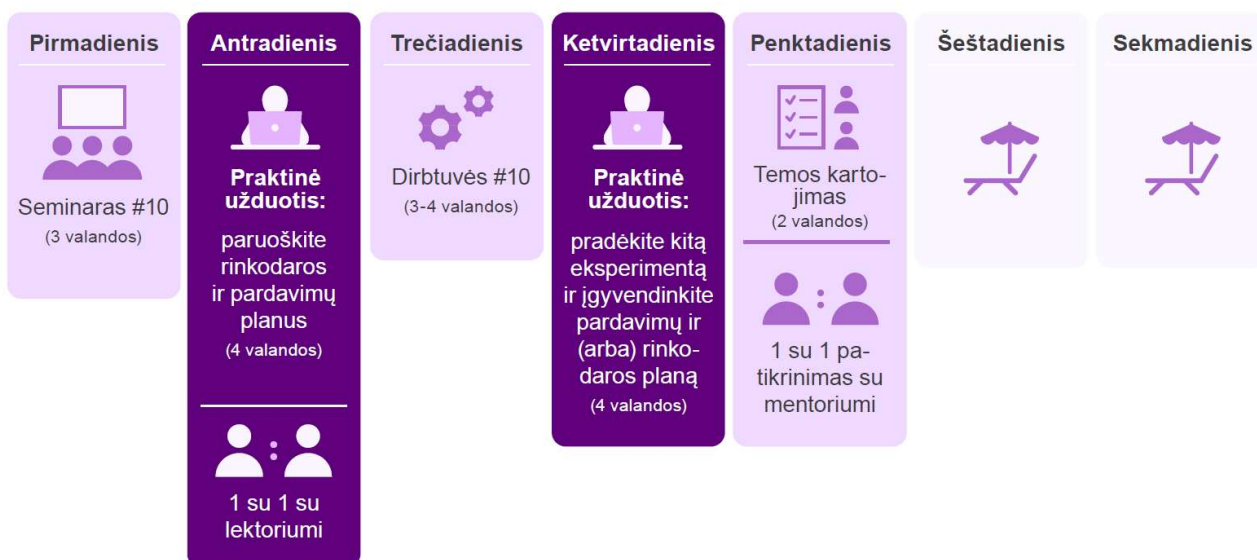 Pirmadienis
Seminaras #10
(3 valandos)
Antradienis
Praktinė
užduotis:
paruoškite
rinkodaros
ir pardavimų
planus
(4 valandos)
1 su 1 su
lektoriumi
Trečiadienis
Dirbtuvės #10
(3-4 valandos)
Ketvirtadienis
Praktinė
užduotis:
pradėkite kitą
eksperimentą
ir įgyvendinkite
pardavimų ir
(arba) rinko-
daros planą
(4 valandos)
Penktadienis
Temos karto-
jimas
(2 valandos)
1 su 1 pa-
tikrinimas su
mentoriumi
Šeštadienis
Sekmadienis